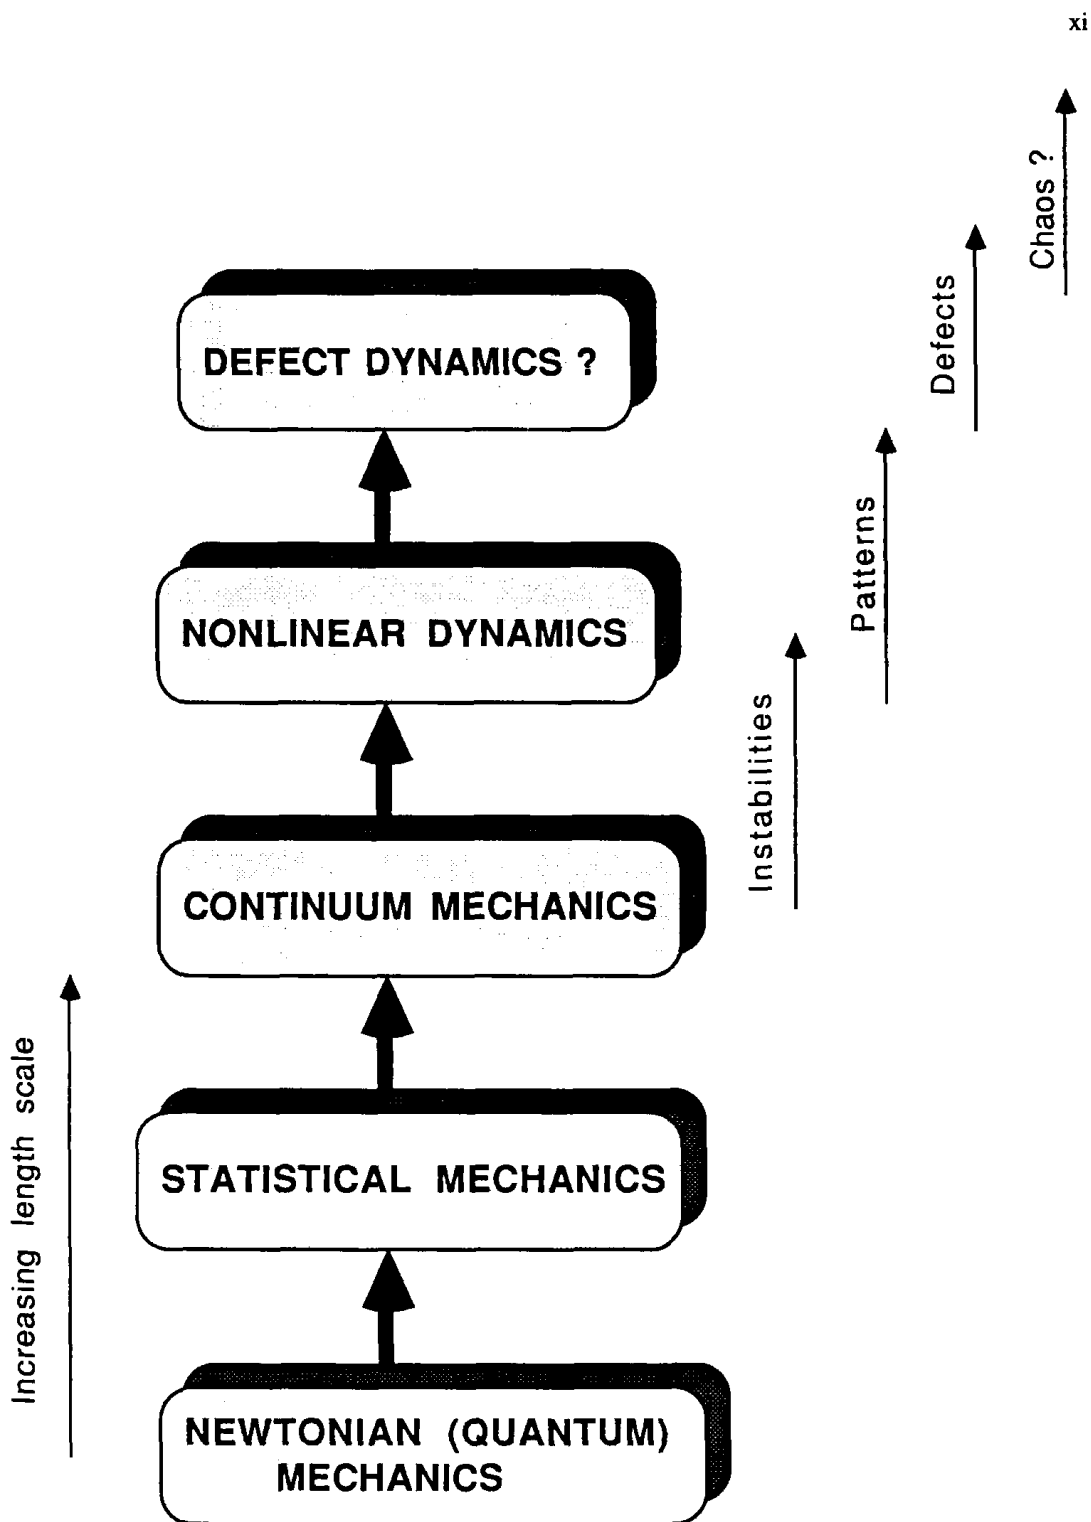 xi
Chaos ?
Defects
DEFECT DYNAMICS ?
Patterns
NONLINEAR DYNAMICS
Instabilities
CONTINUUM MECHANICS
Increasing length scale
STATISTICAL MECHANICS
NEWTONIAN (QUANTUM)
MECHANICS